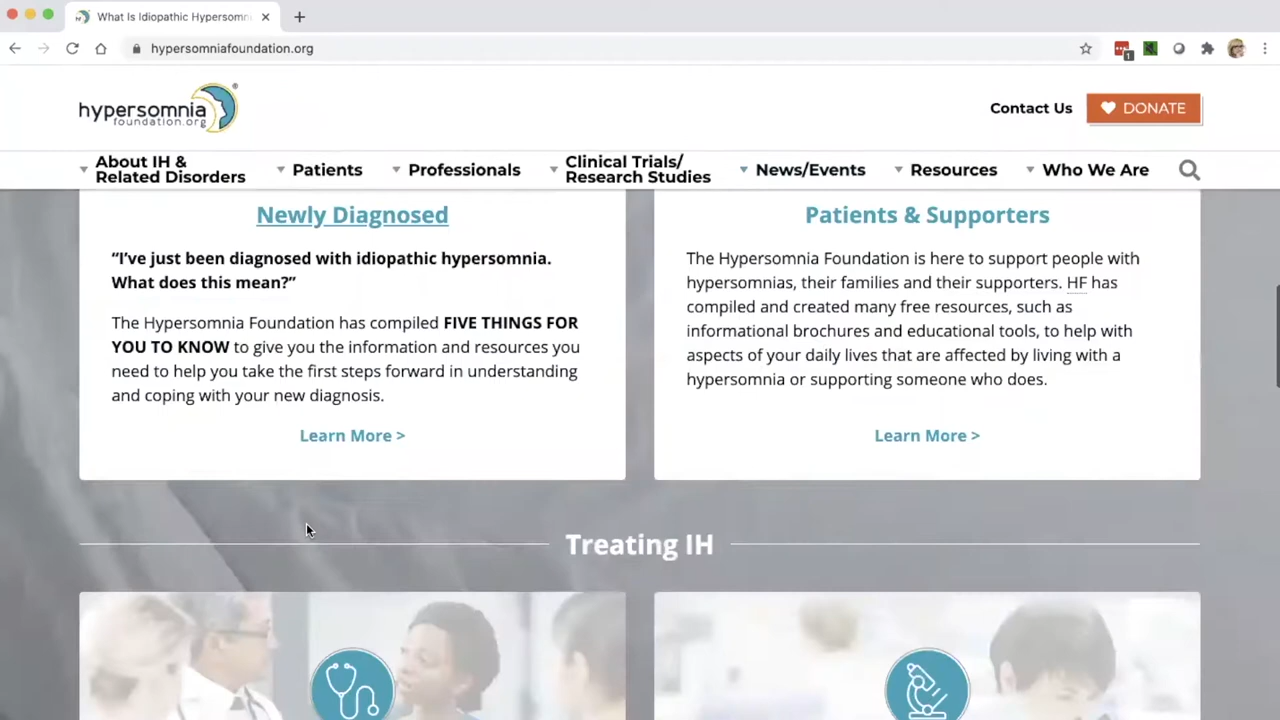 What Is Idiopathic Hypersomn
hypersomniafoundation.org
1
hypersomnia
foundation.org
®
Contact Us
DONATE
About IH &
Related Disorders
Patients
Professionals
Clinical Trials/
Research Studies
News/Events
Resources
Who We Are
Newly Diagnosed
“I’ve just been diagnosed with idiopathic hypersomnia.
What does this mean?”
The Hypersomnia Foundation has compiled FIVE THINGS FOR
YOU TO KNOW to give you the information and resources you
need to help you take the first steps forward in understanding
and coping with your new diagnosis.
Learn More >
Patients & Supporters
The Hypersomnia Foundation is here to support people with
hypersomnias, their families and their supporters. HF has
compiled and created many free resources, such as
informational brochures and educational tools, to help with
aspects of your daily lives that are affected by living with a
hypersomnia or supporting someone who does.
Learn More >
Treating IH